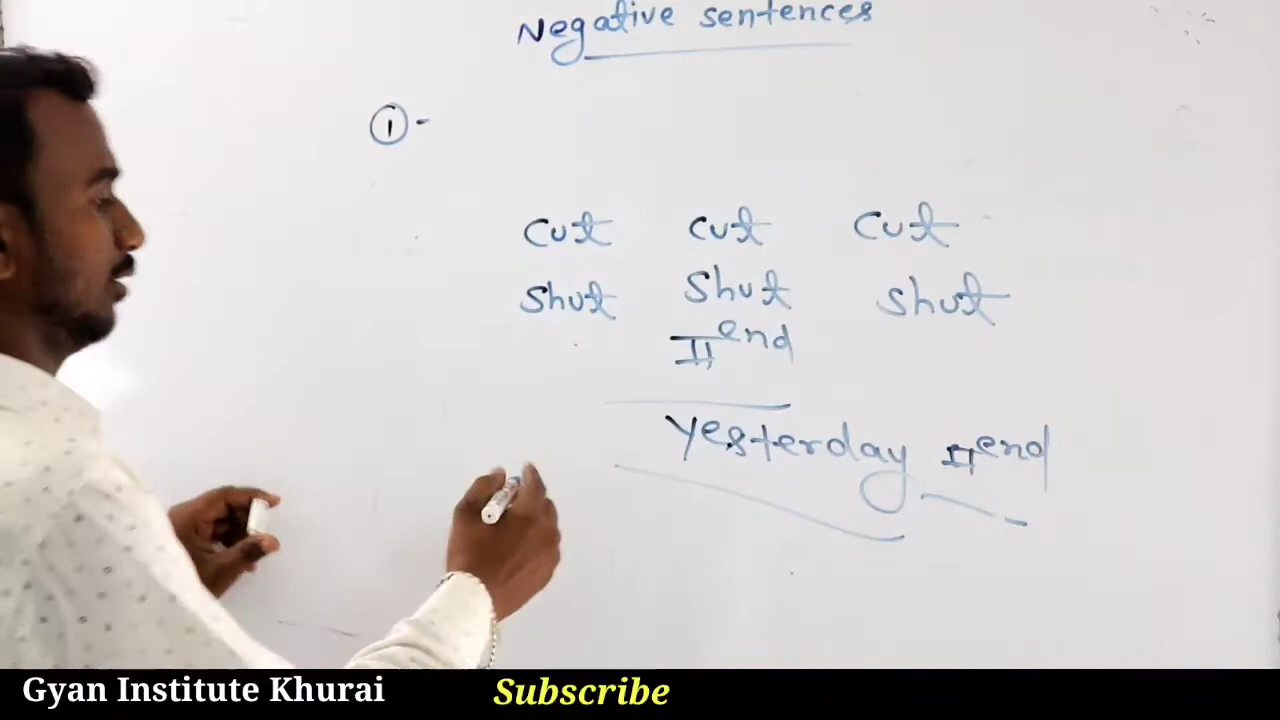 Negative sentences
① -
cut cut cut
Shut Shut Shut
II end
Yesterday II end
Gyan Institute Khurai Subscribe